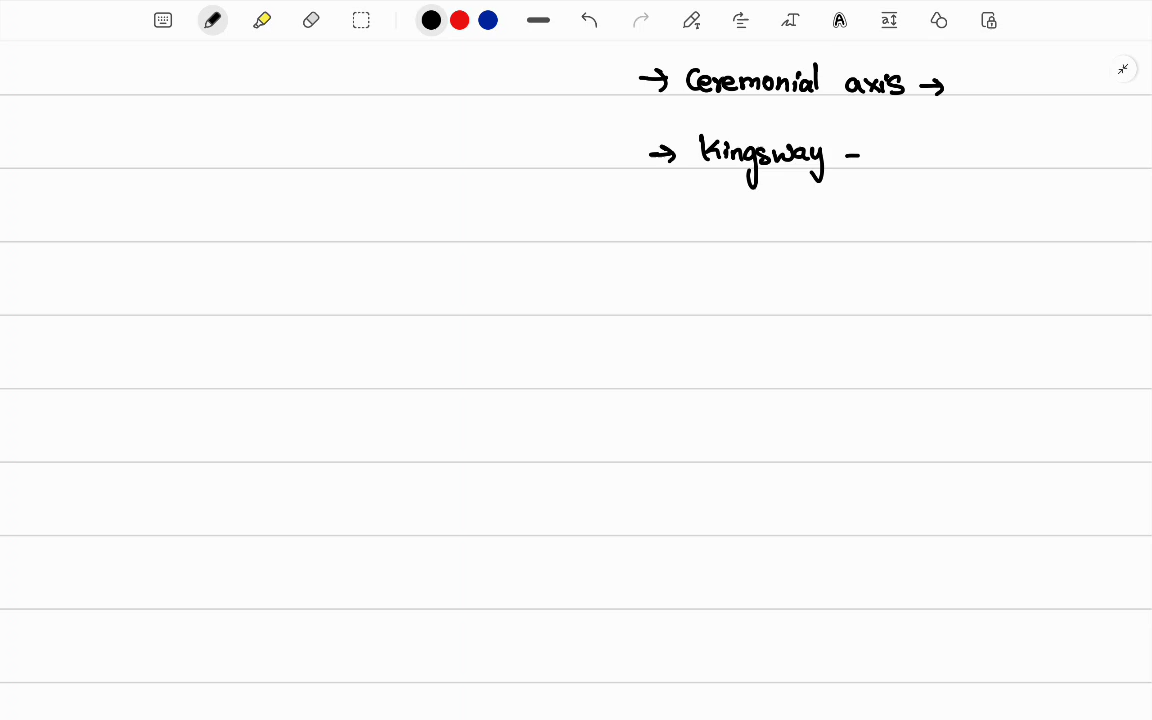 → Ceremonial axis →
→ Kingsway -